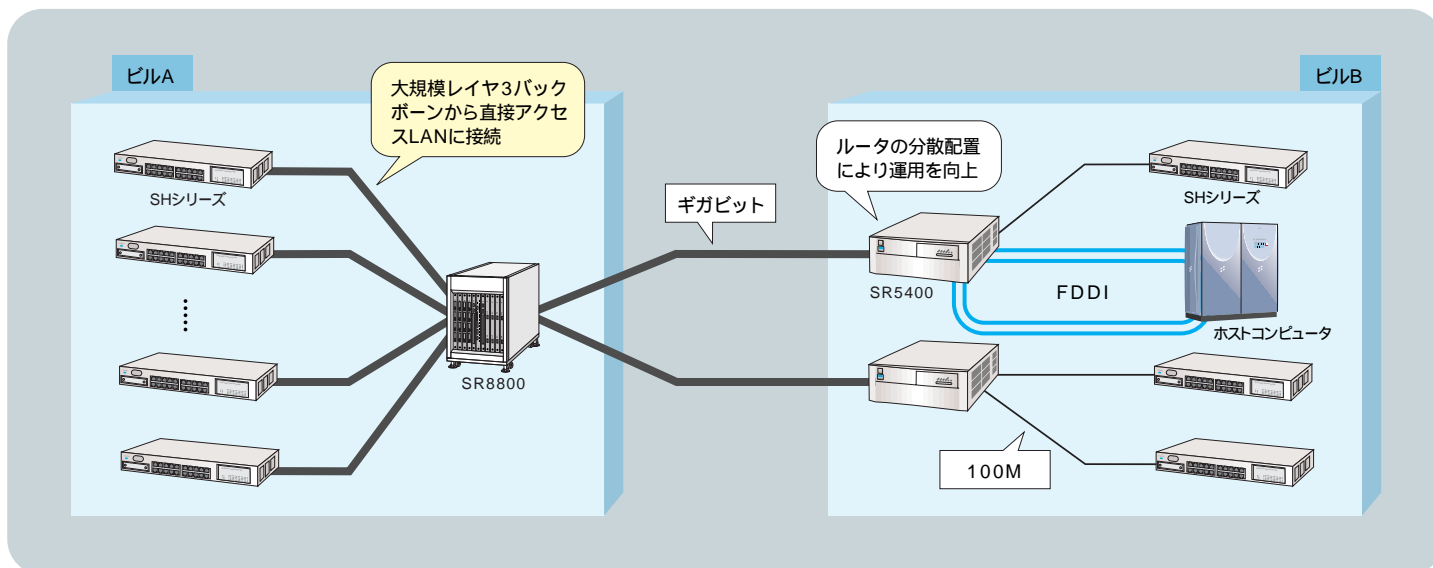 ビルA
大規模レイヤ3バック
ボーンから直接アクセ
スLANに接続
SHシリーズ
SR8800
ギガビット
ビルB
ルータの分散配置
により運用を向上
SHシリーズ
SR5400
FDDI
ホストコンピュータ
100M